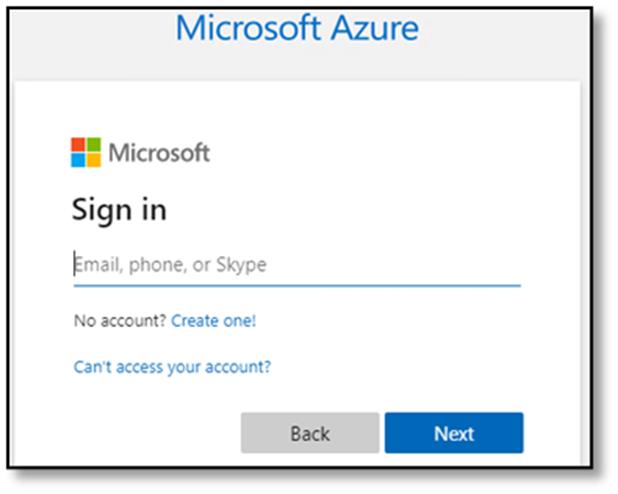 Microsoft Azure
Microsoft
Sign in
Email, phone, or Skype
No account? Create one!
Can't access your account?
Back Next